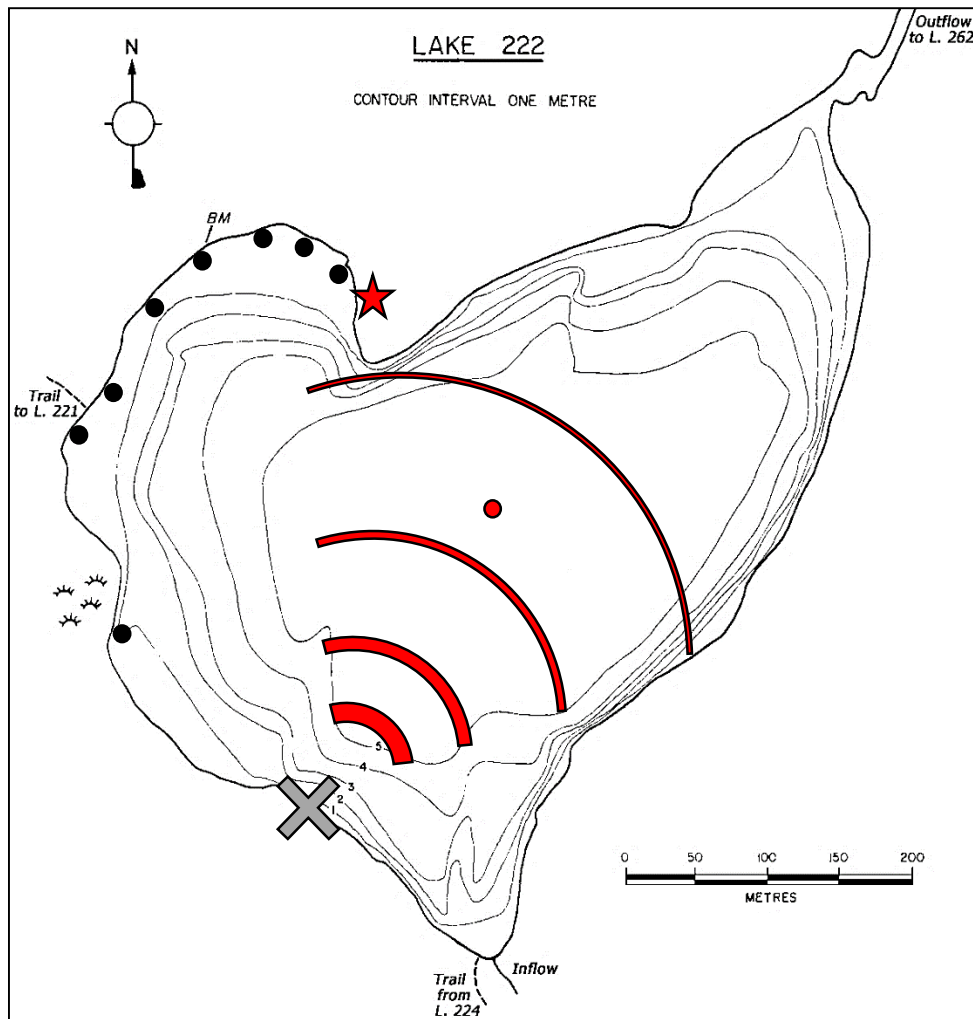 LAKE 222
CONTOUR INTERVAL ONE METRE
N
Outflow
to L. 262
BM
Trail
to L. 221
5
4
3
2
1
0 50 100 150 200
METRES
Inflow
Trail
from
L. 224